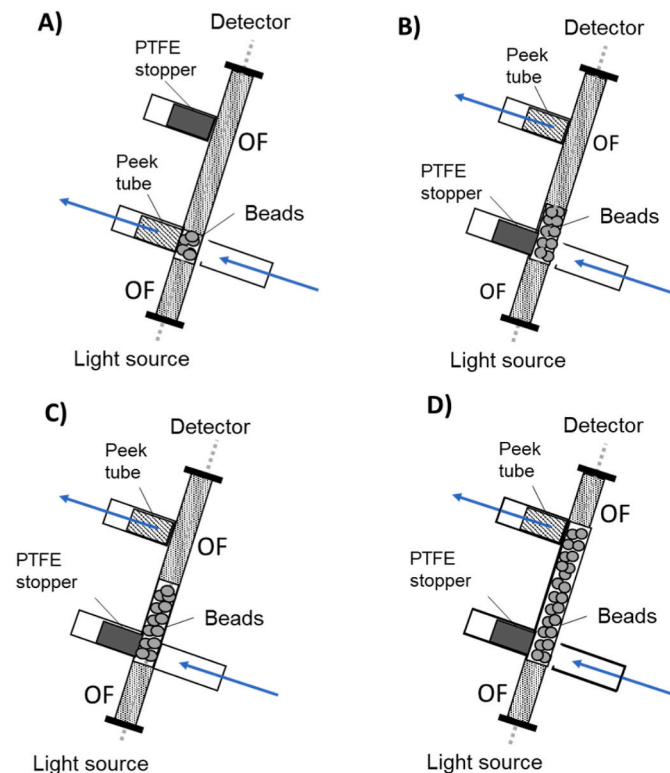 A)
Detector
PTFE
stopper
OF
Peek
tube
Beads
OF
Light source
B)
Detector
Peek
tube
OF
PTFE
stopper
Beads
OF
Light source
C)
Detector
Peek
tube
OF
PTFE
stopper
Beads
OF
Light source
D)
Detector
Peek
tube
OF
PTFE
stopper
Beads
OF
Light source